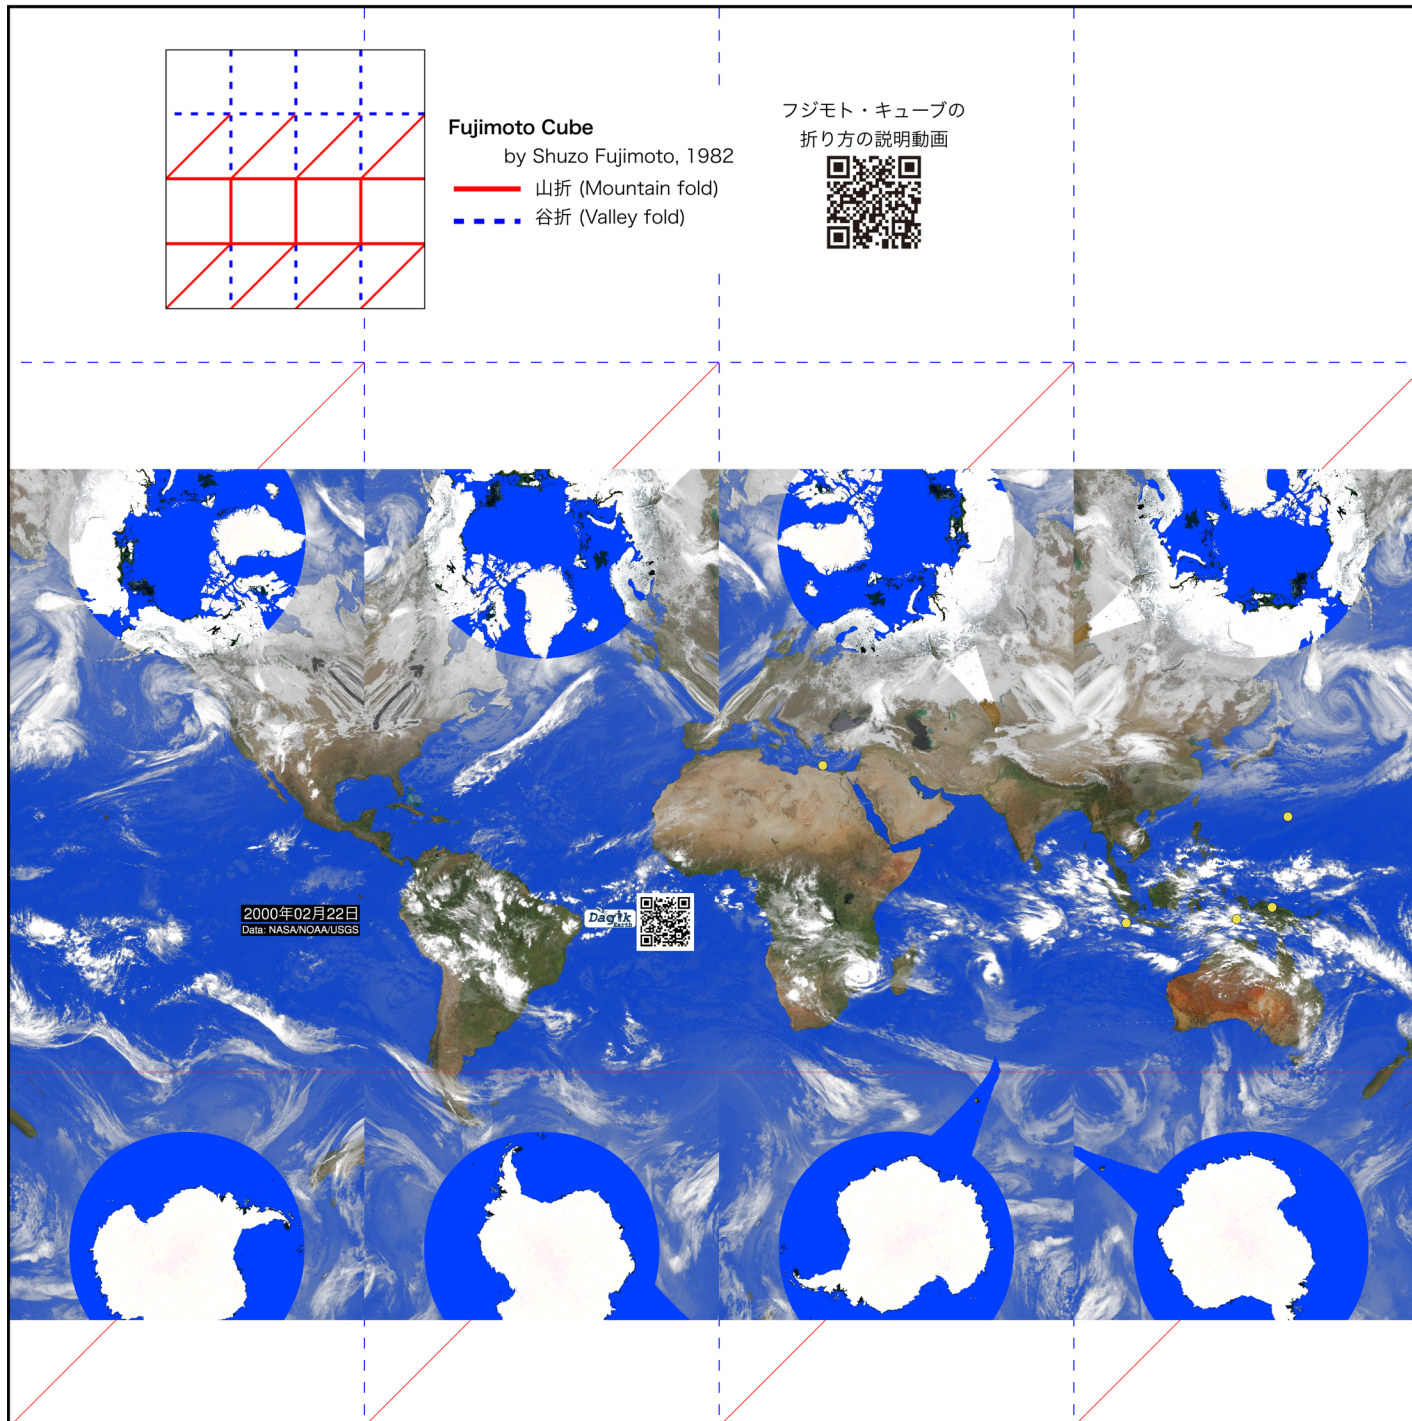 Fujimoto Cube
by Shuzo Fujimoto, 1982
山折 (Mountain fold)
谷折 (Valley fold)
フジモト・キューブの
折り方の説明動画
2000年02月22日
Data: NASA/NOAA/USGS
Dagik
Earth